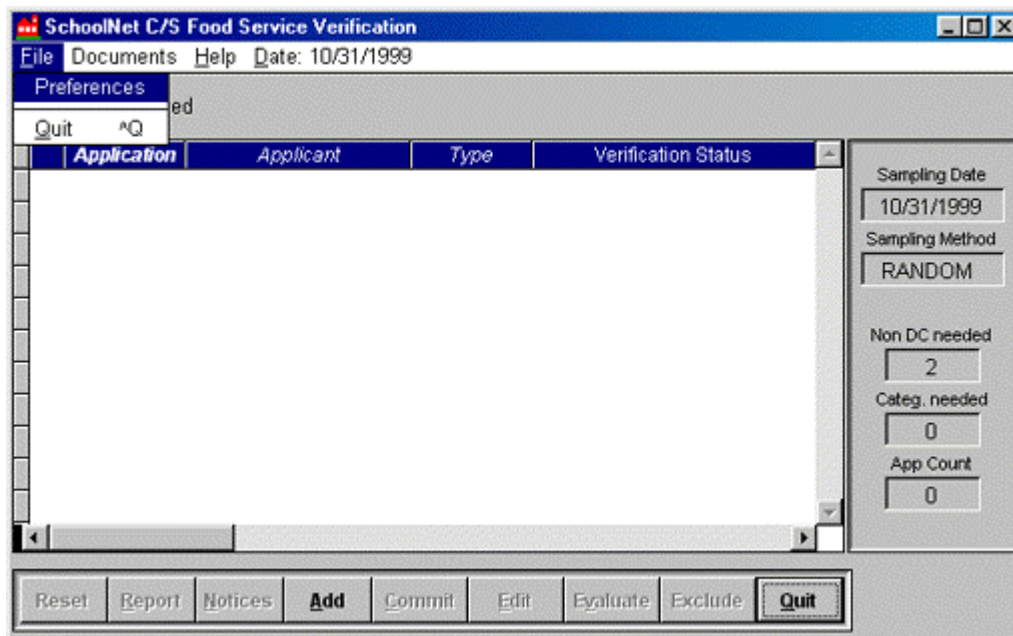 SchoolNet C/S Food Service Verification
File Documents Help Date: 10/31/1999
Preferences
ed
Quit ^Q
Application Applicant Type Verification Status
Sampling Date
10/31/1999
Sampling Method
RANDOM
Non DC needed
2
Categ. needed
0
App Count
0
Reset Report Notices Add Commit Edit Evaluate Exclude Quit